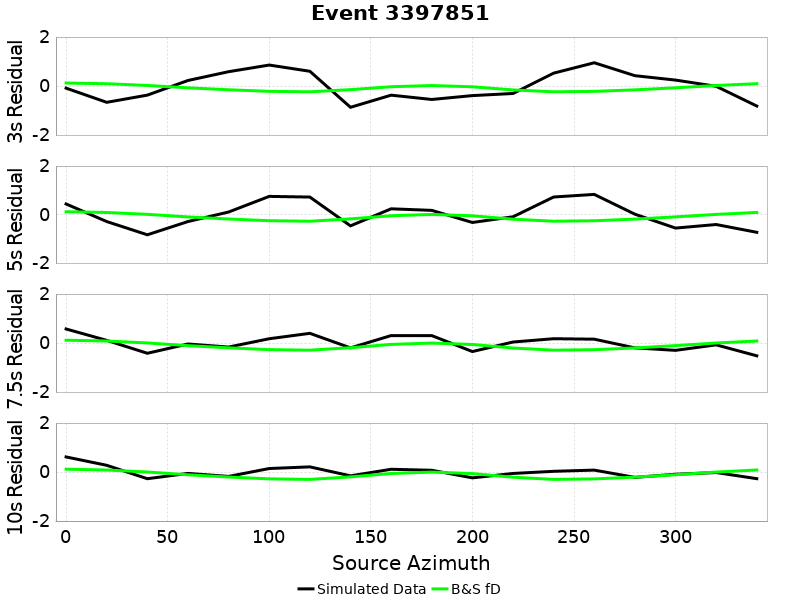 Event 3397851
3s Residual
2
0
-2
5s Residual
2
0
-2
7.5s Residual
2
0
-2
10s Residual
2
0
-2
0 50 100 150 200 250 300
Source Azimuth
Simulated Data B&S fD